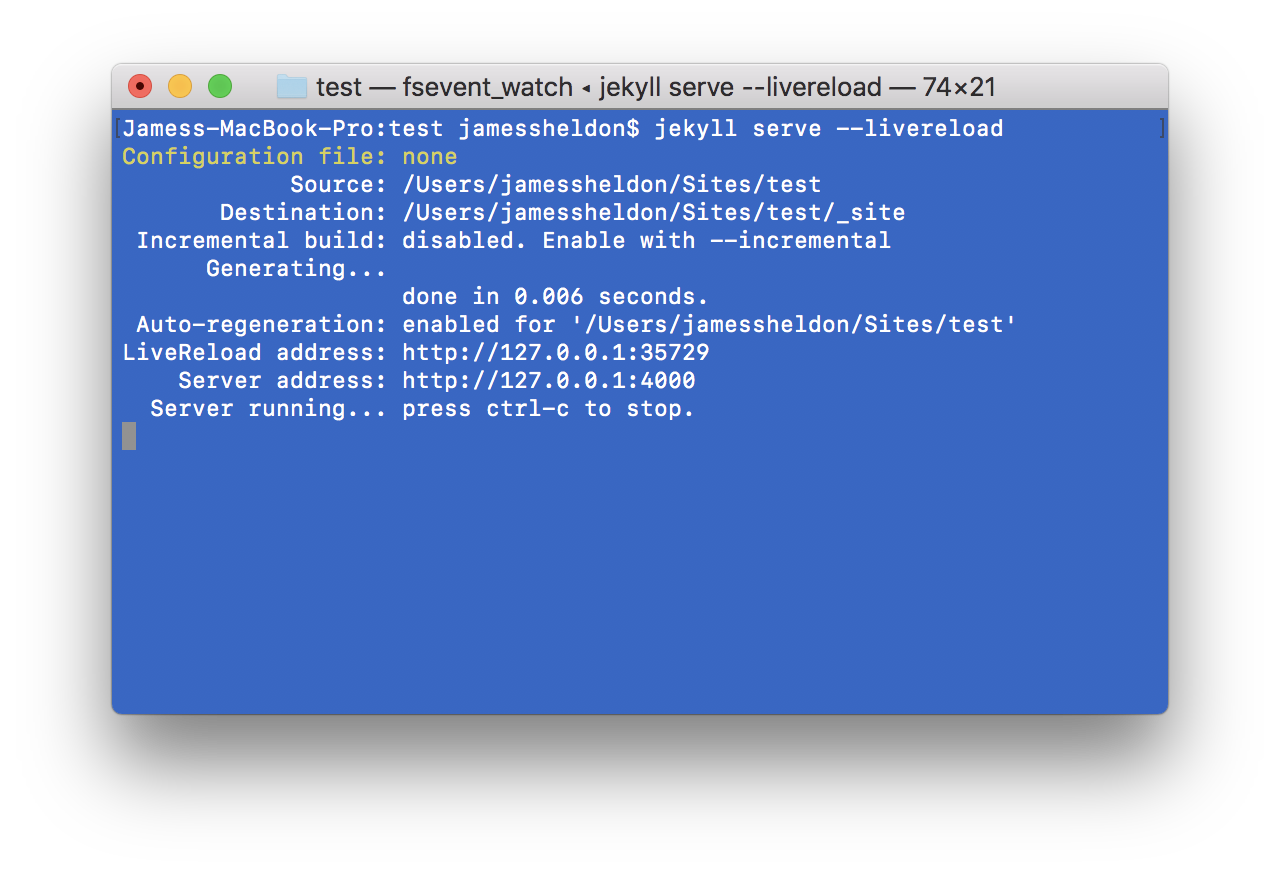 test — fsevent_watch ◂ jekyll serve --livereload — 74×21
[Jamess-MacBook-Pro:test jamessheldon$ jekyll serve --livereload ]
Configuration file: none
Source: /Users/jamessheldon/Sites/test
Destination: /Users/jamessheldon/Sites/test/_site
Incremental build: disabled. Enable with --incremental
Generating...
done in 0.006 seconds.
Auto-regeneration: enabled for '/Users/jamessheldon/Sites/test'
LiveReload address: http://127.0.0.1:35729
Server address: http://127.0.0.1:4000
Server running... press ctrl-c to stop.